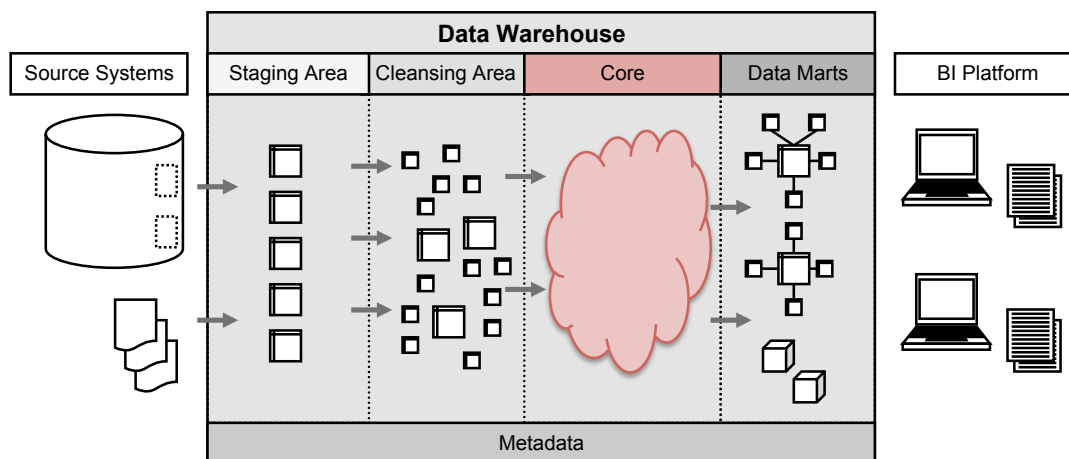 Data Warehouse
Source Systems
Staging Area
Cleansing Area
Core
Data Marts
BI Platform
Metadata